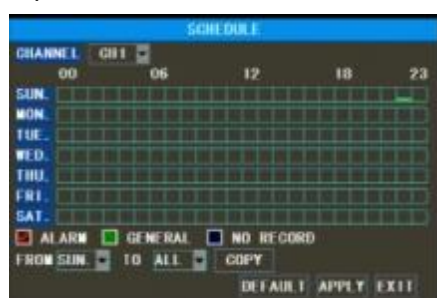 SCHEDULE
CHANNEL CH1
00 06 12 18 23
SUN.
MON.
TUE.
WED.
THU.
FRI.
SAT.
ALARM GENERAL NO RECORD
FROM SUN. TO ALL COPY
DEFAULT APPLY EXIT